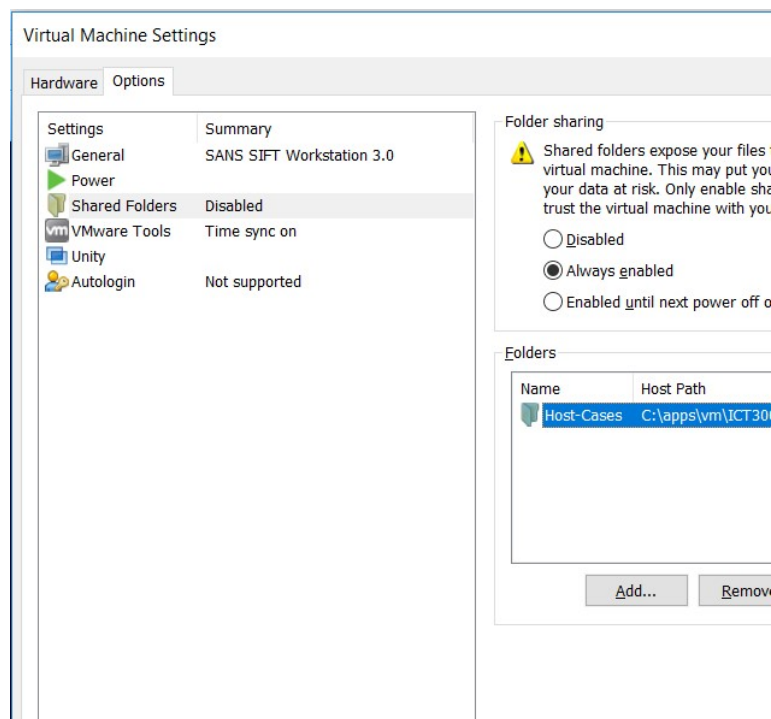 Virtual Machine Settings
Hardware Options
Settings Summary
General SANS SIFT Workstation 3.0
Power
Shared Folders Disabled
vm VMware Tools Time sync on
Unity
Autologin Not supported
Folder sharing
Shared folders expose your files
virtual machine. This may put
your data at risk. Only enable
trust the virtual machine with
Disabled
Always enabled
Enabled until next power off
Folders
Name Host Path
Host-Cases C:\apps\vm\ICT30
Add... Remove